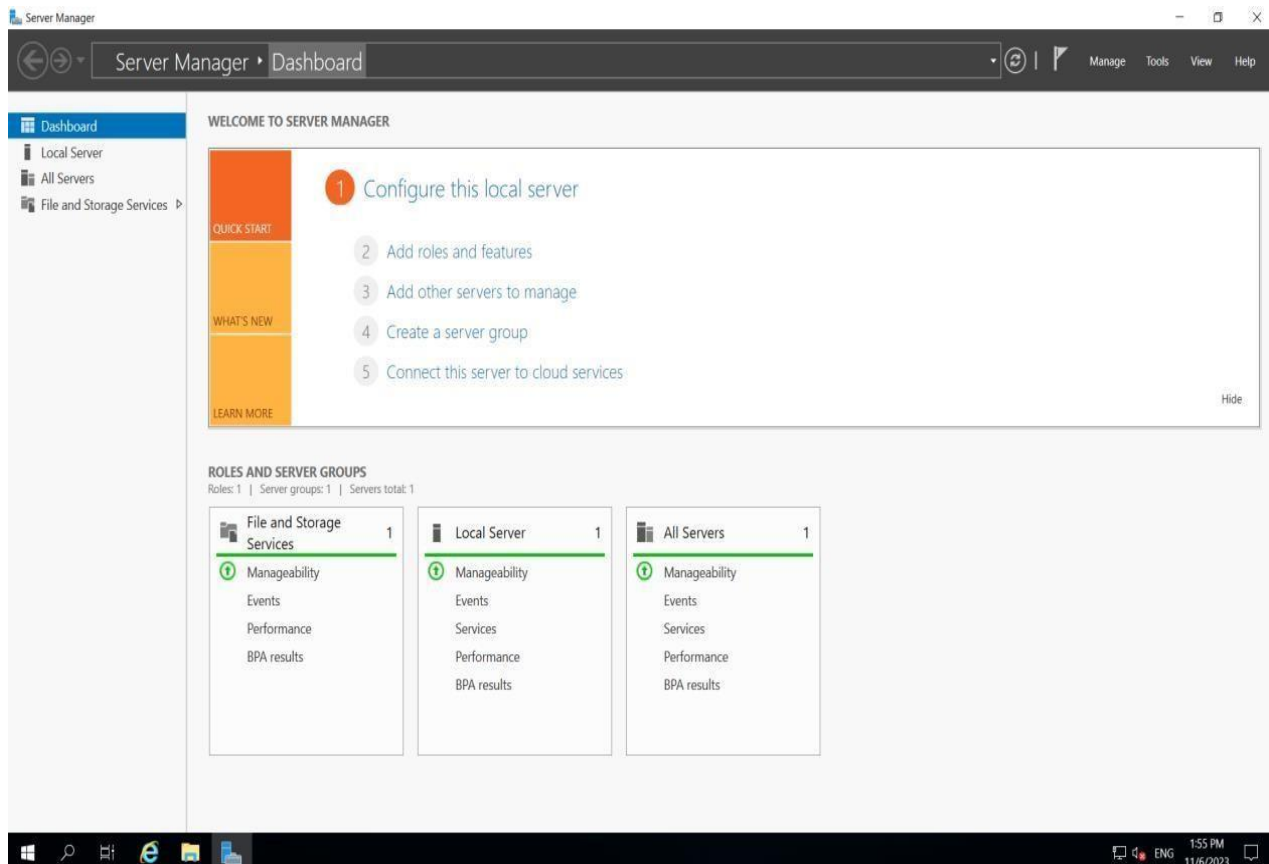 Server Manager
Server Manager • Dashboard
Manage Tools View Help
Dashboard
Local Server
All Servers
File and Storage Services
WELCOME TO SERVER MANAGER
QUICK START
WHAT'S NEW
LEARN MORE
1 Configure this local server
2 Add roles and features
3 Add other servers to manage
4 Create a server group
5 Connect this server to cloud services
Hide
ROLES AND SERVER GROUPS
Roles: 1 | Server groups: 1 | Servers total: 1
File and Storage
Services 1
Manageability
Events
Performance
BPA results
Local Server 1
Manageability
Events
Services
Performance
BPA results
All Servers 1
Manageability
Events
Services
Performance
BPA results
ENG
1:55 PM
11/6/2023